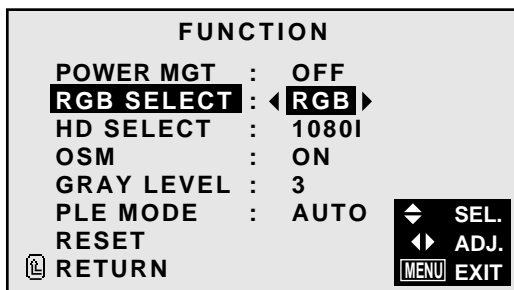 FUNCTION
POWER MGT : OFF
RGB SELECT : RGB
HD SELECT : 1080I
OSM : ON
GRAY LEVEL : 3
PLE MODE : AUTO
RESET
RETURN
SEL.
ADJ.
MENU EXIT